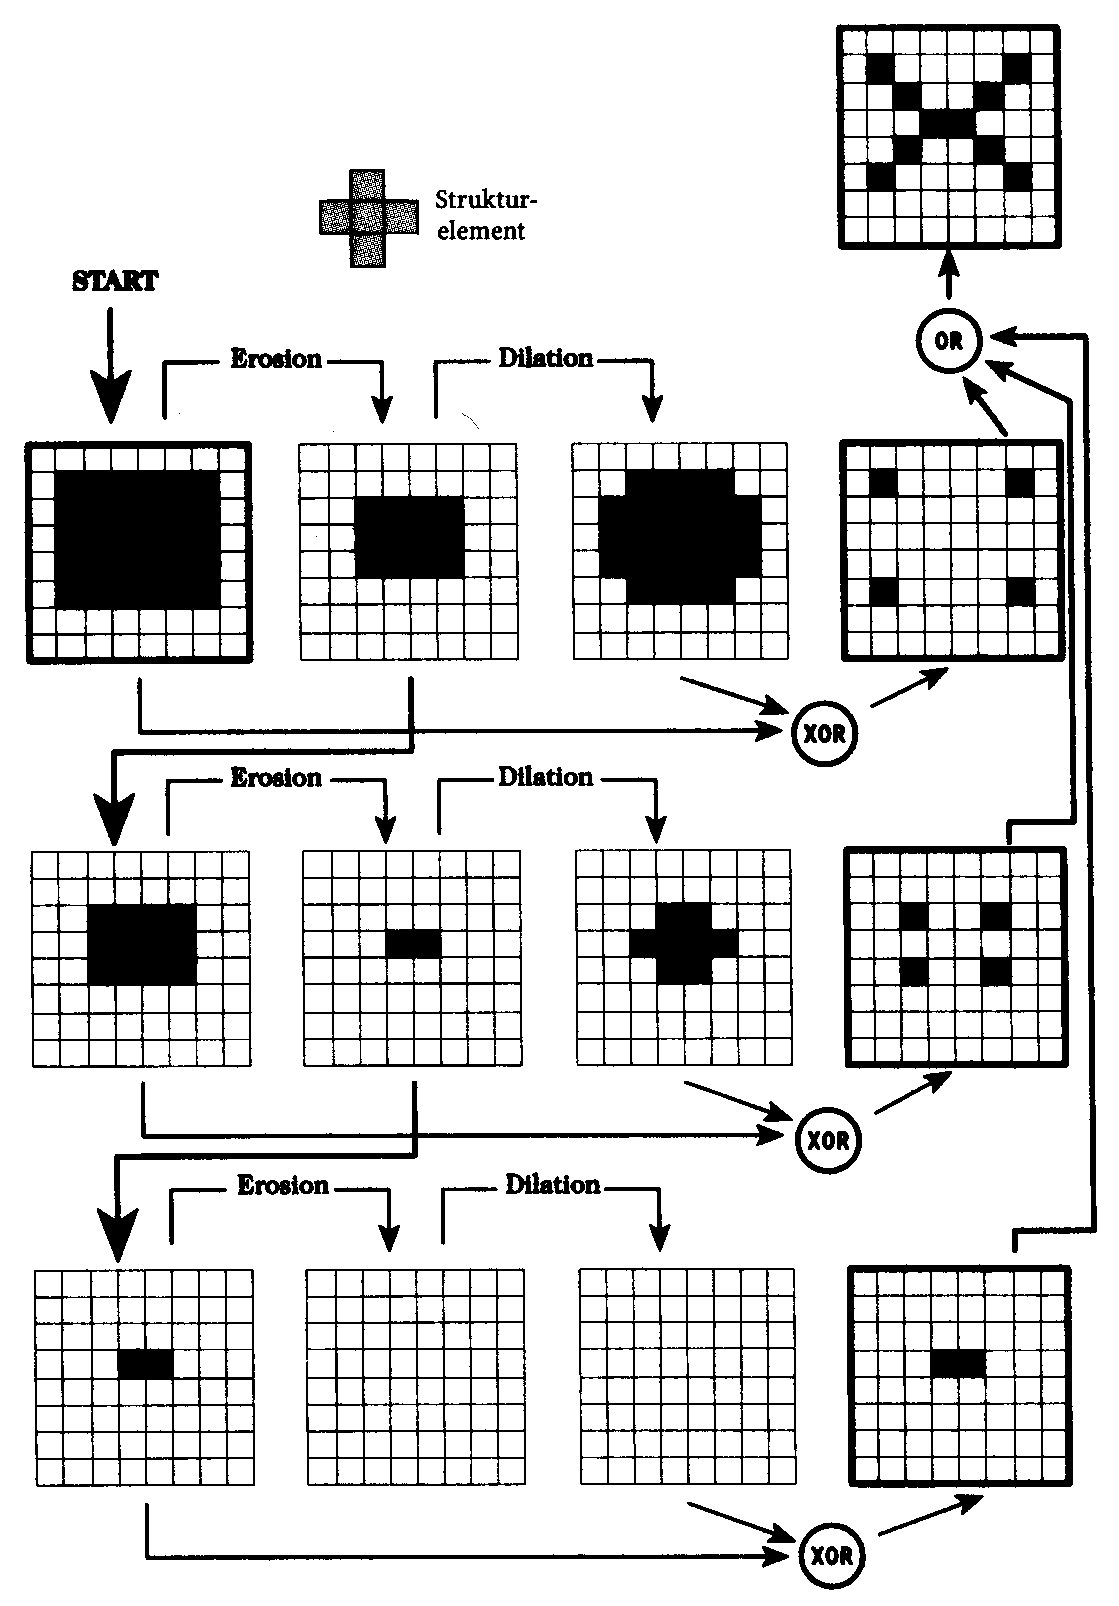 Struktur-
element
START
OR
Erosion
Dilation
XOR
Erosion
Dilation
XOR
Erosion
Dilation
XOR